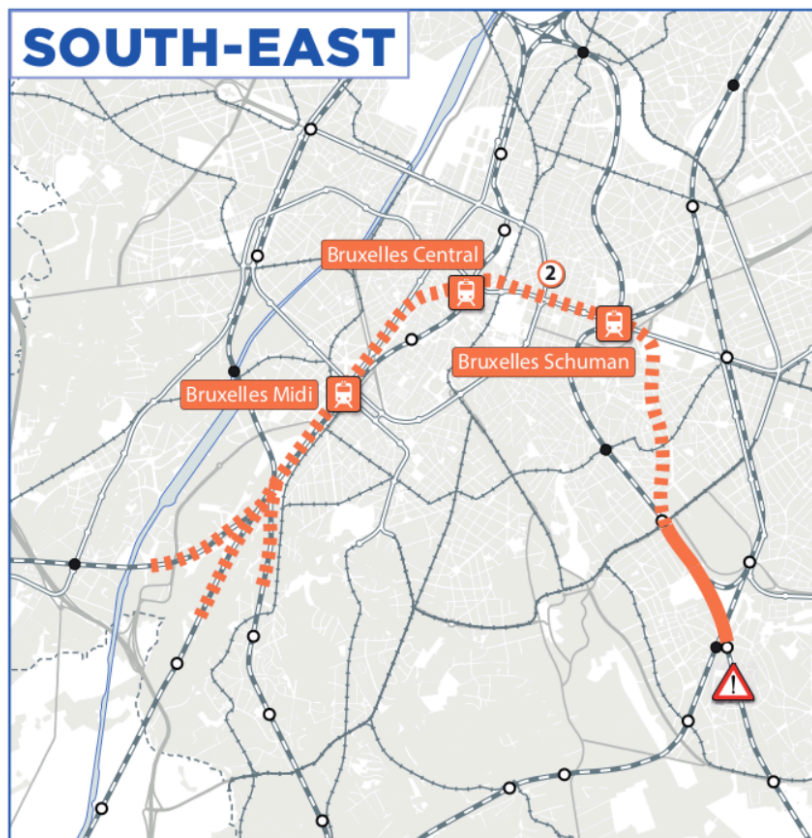 SOUTH-EAST
Bruxelles Central
2
Bruxelles Schuman
Bruxelles Midi
!